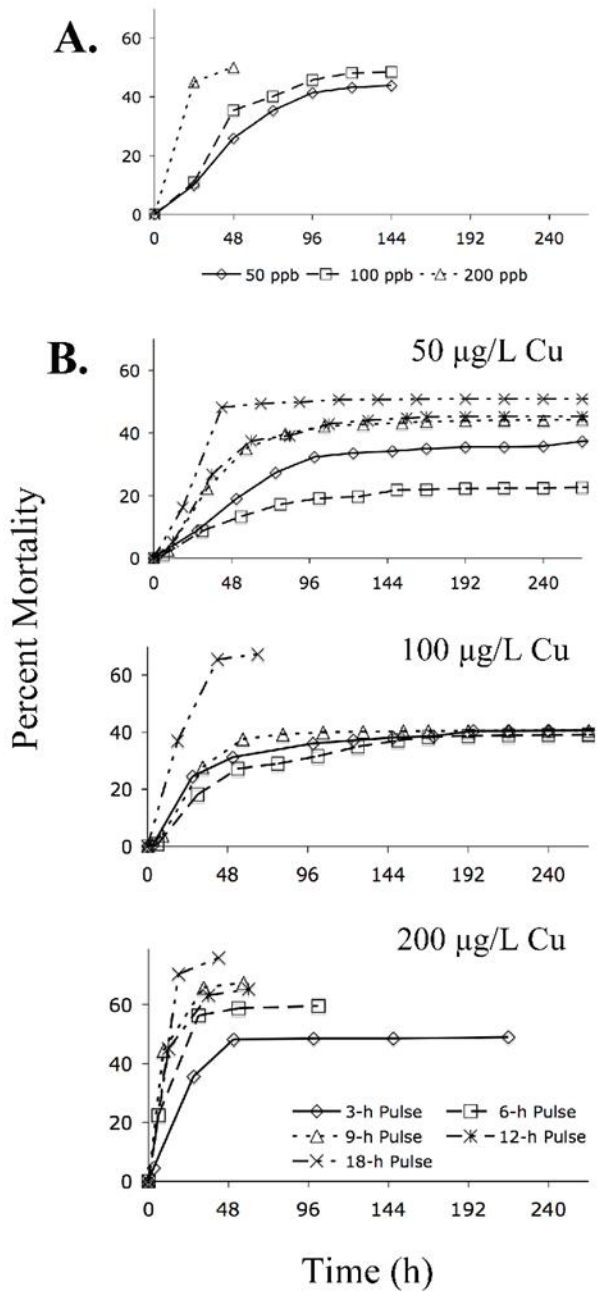 A.
60
40
20
0
0 48 96 144 192 240
50 ppb 100 ppb 200 ppb
B.
50 µg/L Cu
60
40
20
0
0 48 96 144 192 240
Percent Mortality
100 µg/L Cu
60
40
20
0
0 48 96 144 192 240
200 µg/L Cu
60
40
20
0
3-h Pulse 6-h Pulse
9-h Pulse 12-h Pulse
18-h Pulse
0 48 96 144 192 240
Time (h)